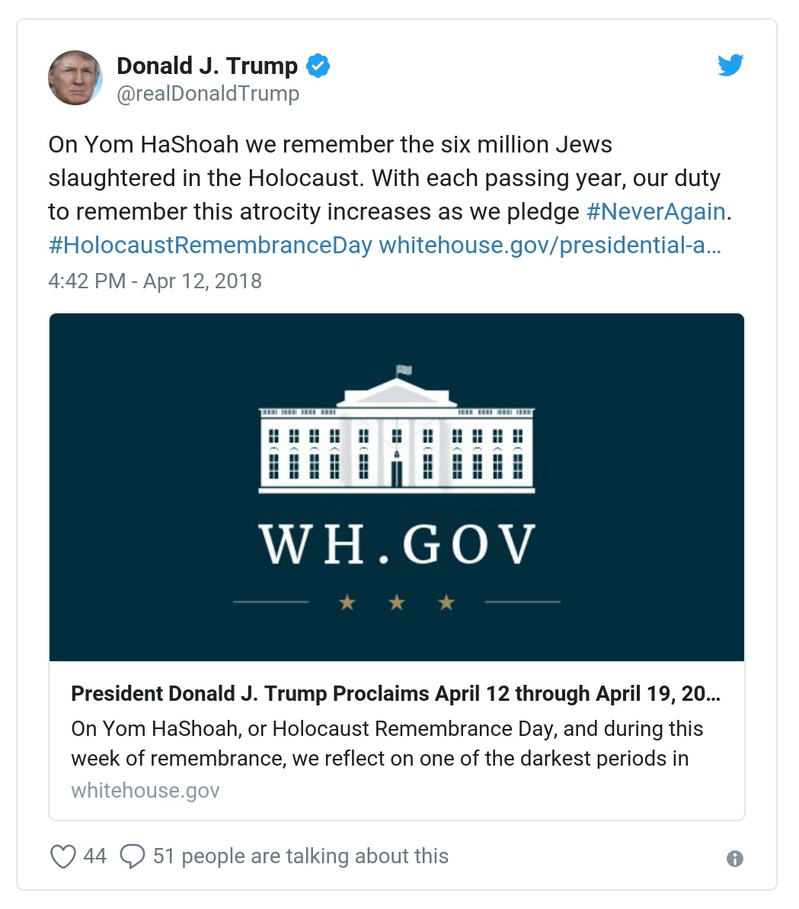 Donald J. Trump
@realDonaldTrump
On Yom HaShoah we remember the six million Jews
slaughtered in the Holocaust. With each passing year, our duty
to remember this atrocity increases as we pledge #NeverAgain.
#HolocaustRemembranceDay whitehouse.gov/presidential-a…
4:42 PM - Apr 12, 2018
WH.GOV
President Donald J. Trump Proclaims April 12 through April 19, 20…
On Yom HaShoah, or Holocaust Remembrance Day, and during this
week of remembrance, we reflect on one of the darkest periods in
whitehouse.gov
44 51 people are talking about this